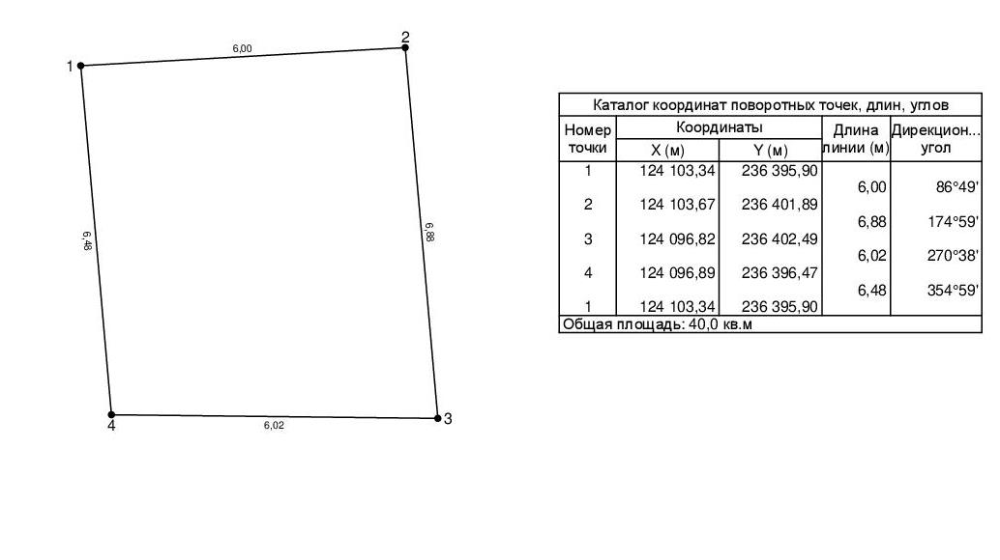 2
6,00
1
6,48
6,88
4
6,02
3
Каталог координат поворотных точек, длин, углов
Номер точки
Координаты
Длина линии (м)
Дирекцион... угол
X (м)
Y (м)
1 124 103,34 236 395,90
6,00 86°49'
2 124 103,67 236 401,89
6,88 174°59'
3 124 096,82 236 402,49
6,02 270°38'
4 124 096,89 236 396,47
6,48 354°59'
1 124 103,34 236 395,90
Общая площадь: 40,0 кв.м